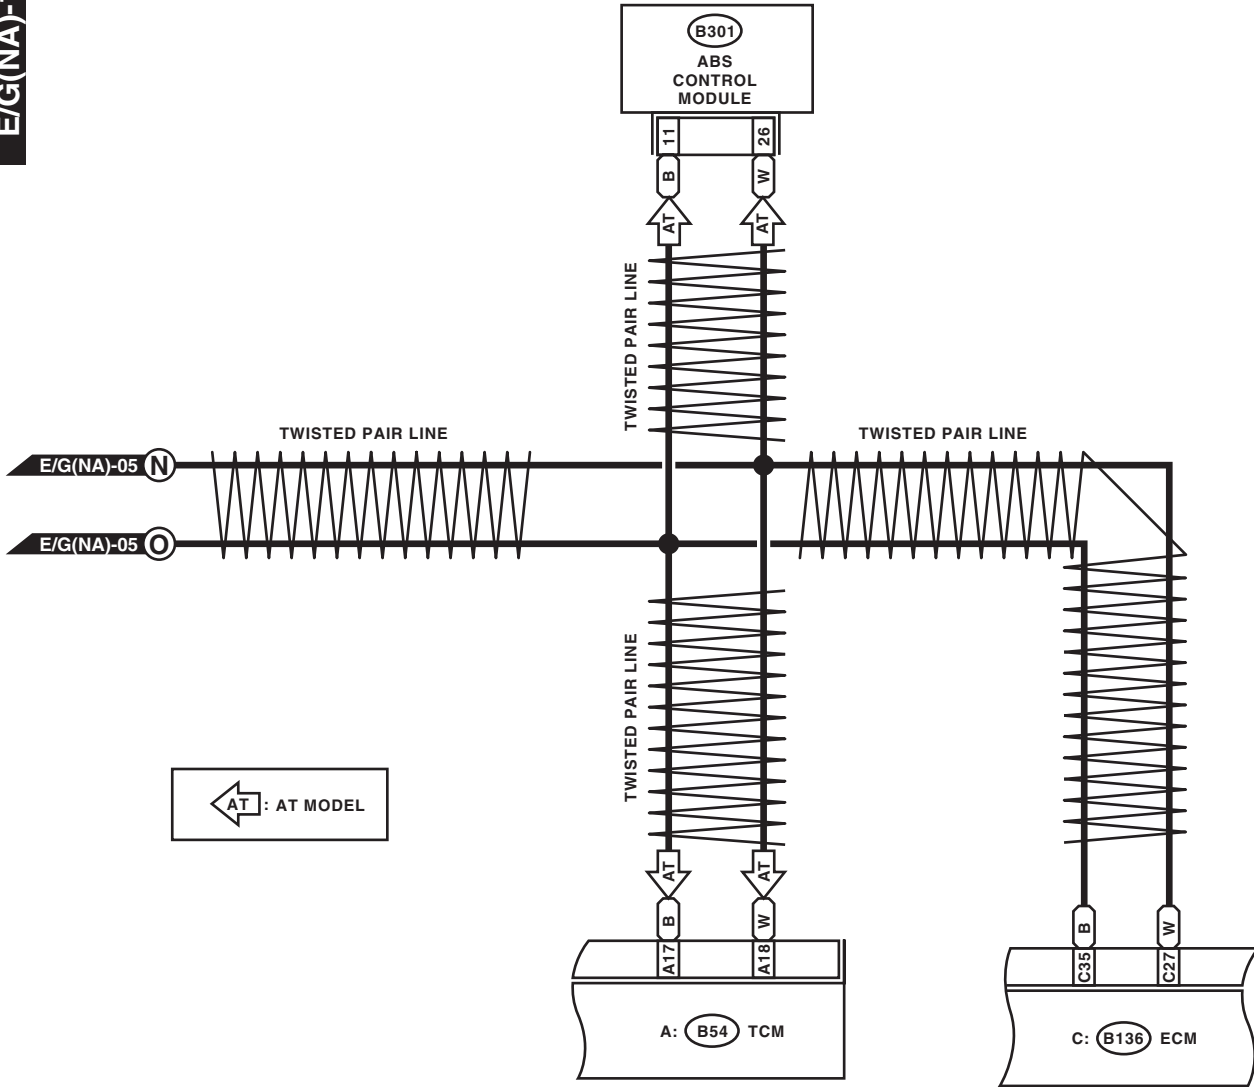 E/G(NA)-
B301
ABS
CONTROL
MODULE
11
26
B
W
AT
AT
TWISTED PAIR LINE
TWISTED PAIR LINE
TWISTED PAIR LINE
E/G(NA)-05 N
E/G(NA)-05 O
TWISTED PAIR LINE
AT : AT MODEL
AT
AT
B
W
B
W
A17
A18
C35
C27
A: B54 TCM
C: B136 ECM